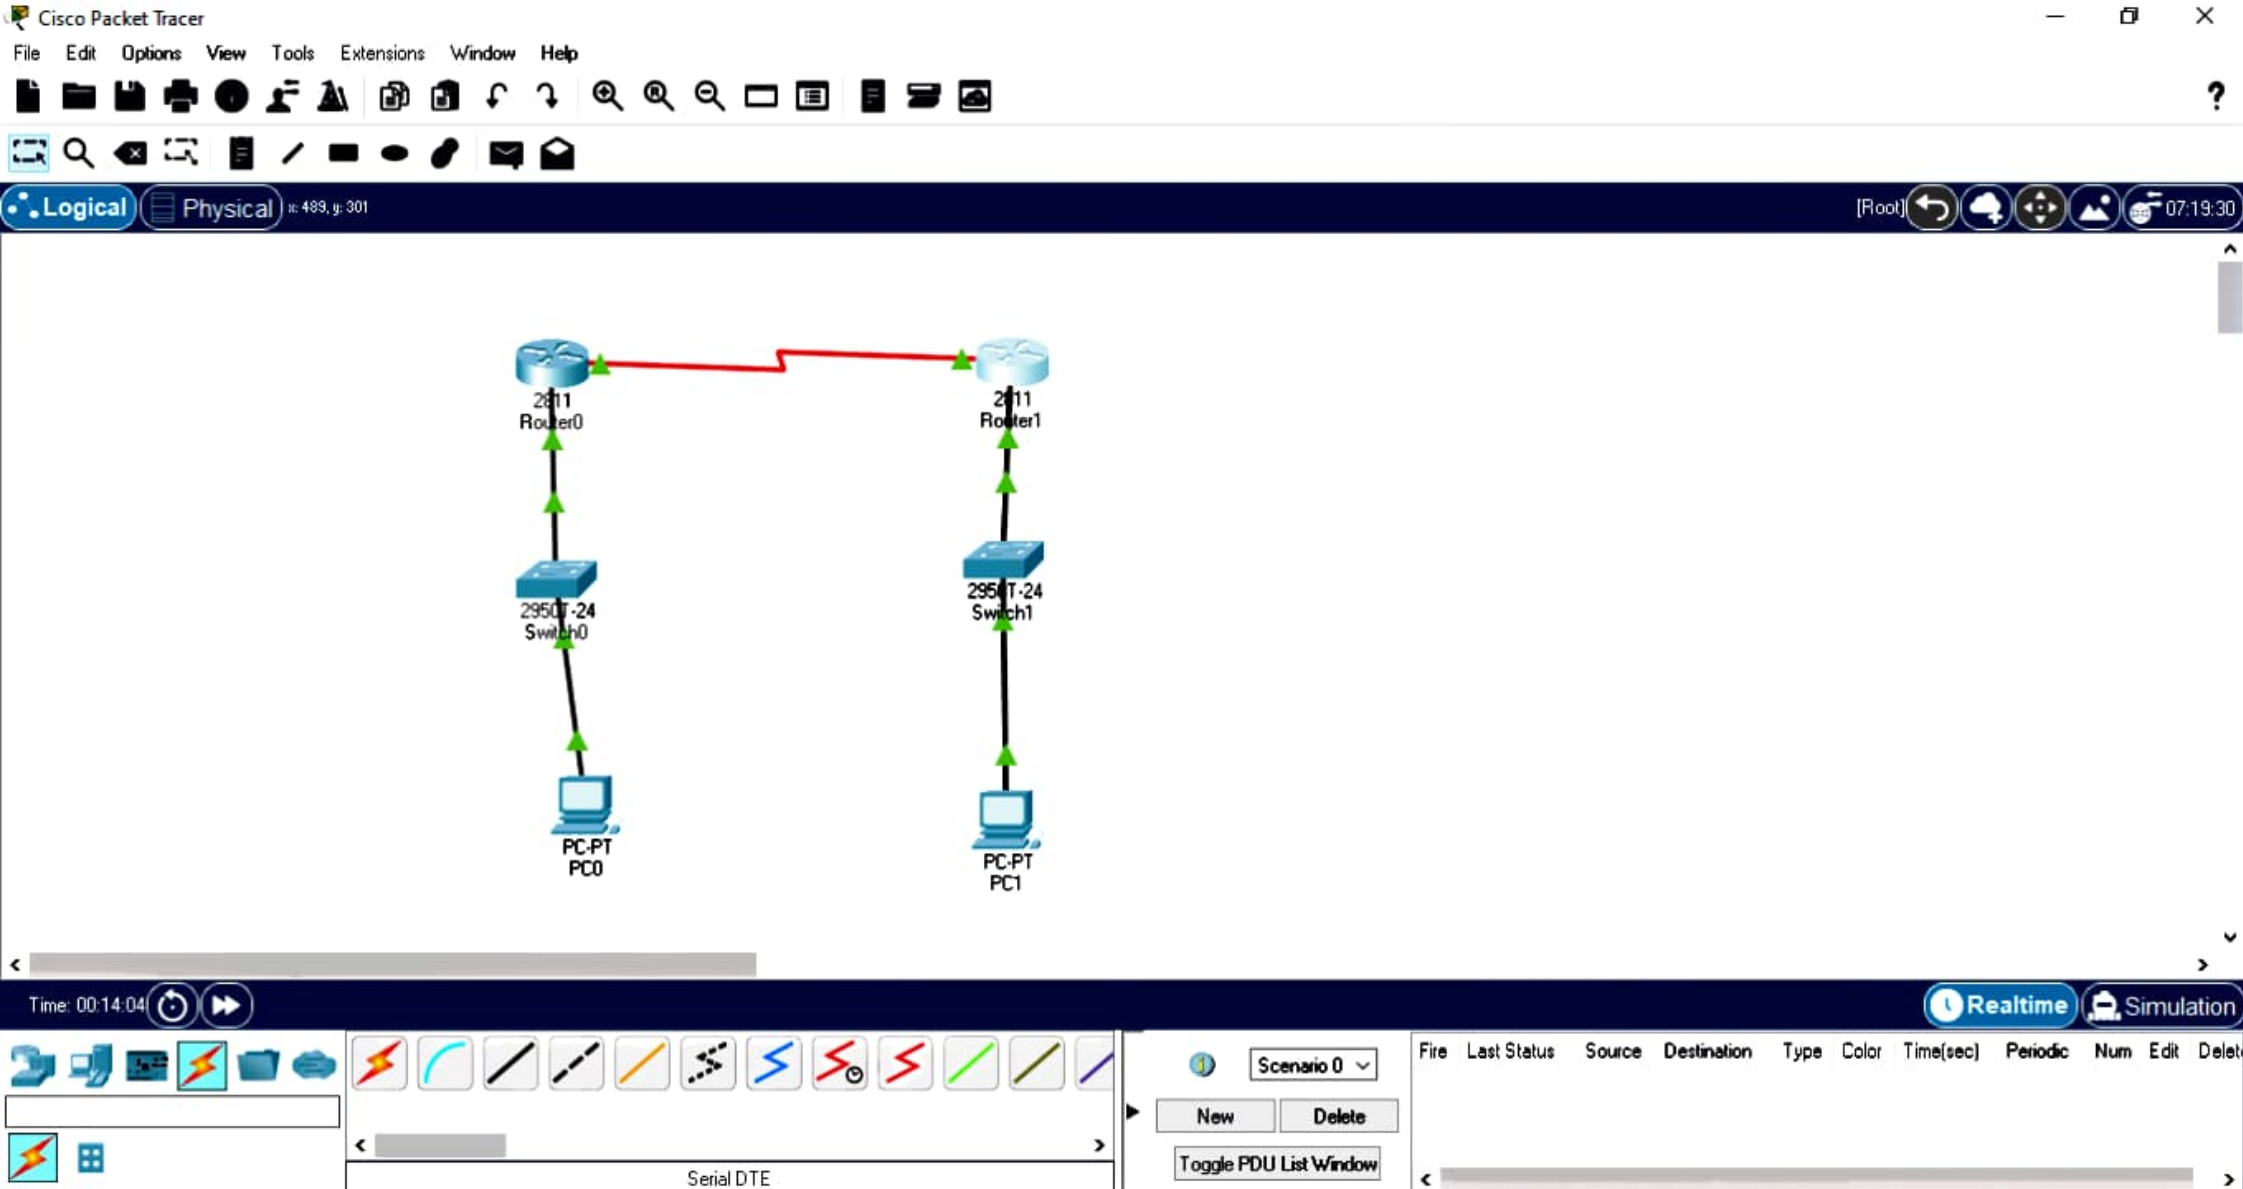 Cisco Packet Tracer
File Edit Options View Tools Extensions Window Help
Logical Physical x: 489, y: 301 [Root] 07:19:30
2811
Router0
2811
Router1
2950T-24
Switch0
2950T-24
Switch1
PC-PT
PC0
PC-PT
PC1
Time: 00:14:04 Realtime Simulation
Scenario 0
New Delete
Toggle PDU List Window
Fire Last Status Source Destination Type Color Time(sec) Periodic Num Edit Delet
Serial DTE